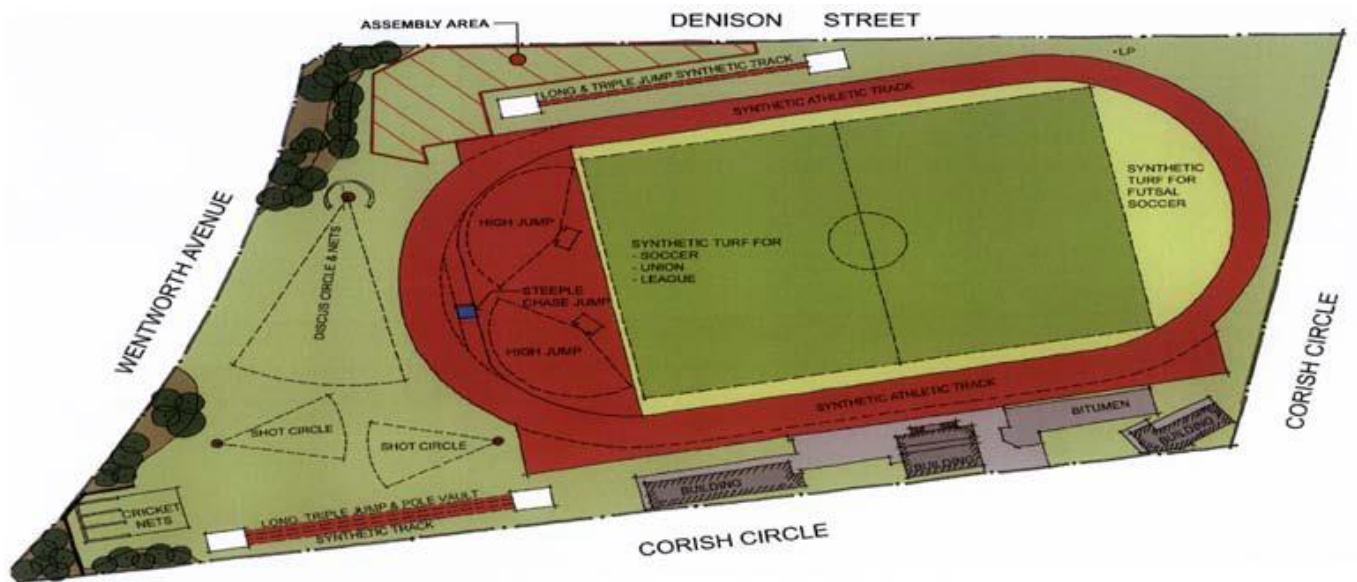 DENISON STREET
ASSEMBLY AREA
LP
LONG & TRIPLE JUMP SYNTHETIC TRACK
SYNTHETIC ATHLETIC TRACK
SYNTHETIC
TURF FOR
FUTSAL
SOCCER
WENTWORTH AVENUE
HIGH JUMP
DISCUS CIRCLE & NETS
SYNTHETIC TURF FOR
- SOCCER
- UNION
- LEAGUE
STEEPLE
CHASE JUMP
HIGH JUMP
CORISH CIRCLE
SYNTHETIC ATHLETIC TRACK
BITUMEN
SHOT CIRCLE
SHOT CIRCLE
BUILDING
BUILDING
BUILDING
CRICKET
NETS
LONG, TRIPLE JUMP & POLE VAULT
SYNTHETIC TRACK
CORISH CIRCLE